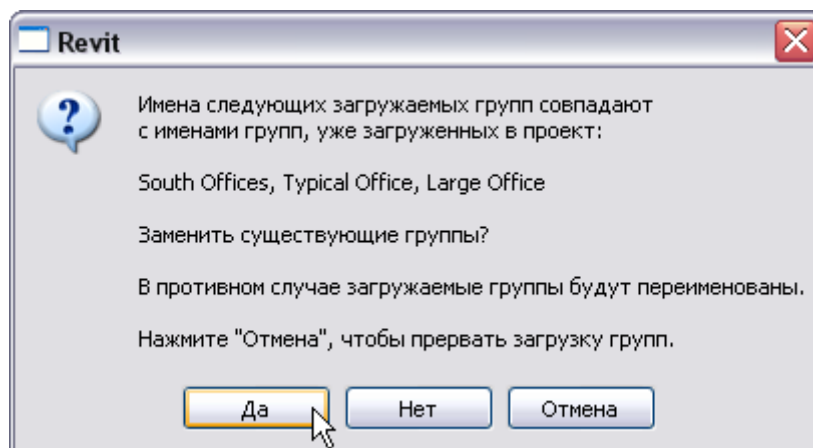 Revit
Имена следующих загружаемых групп совпадают
с именами групп, уже загруженных в проект:
South Offices, Typical Office, Large Office
Заменить существующие группы?
В противном случае загружаемые группы будут переименованы.
Нажмите "Отмена", чтобы прервать загрузку групп.
Да Нет Отмена